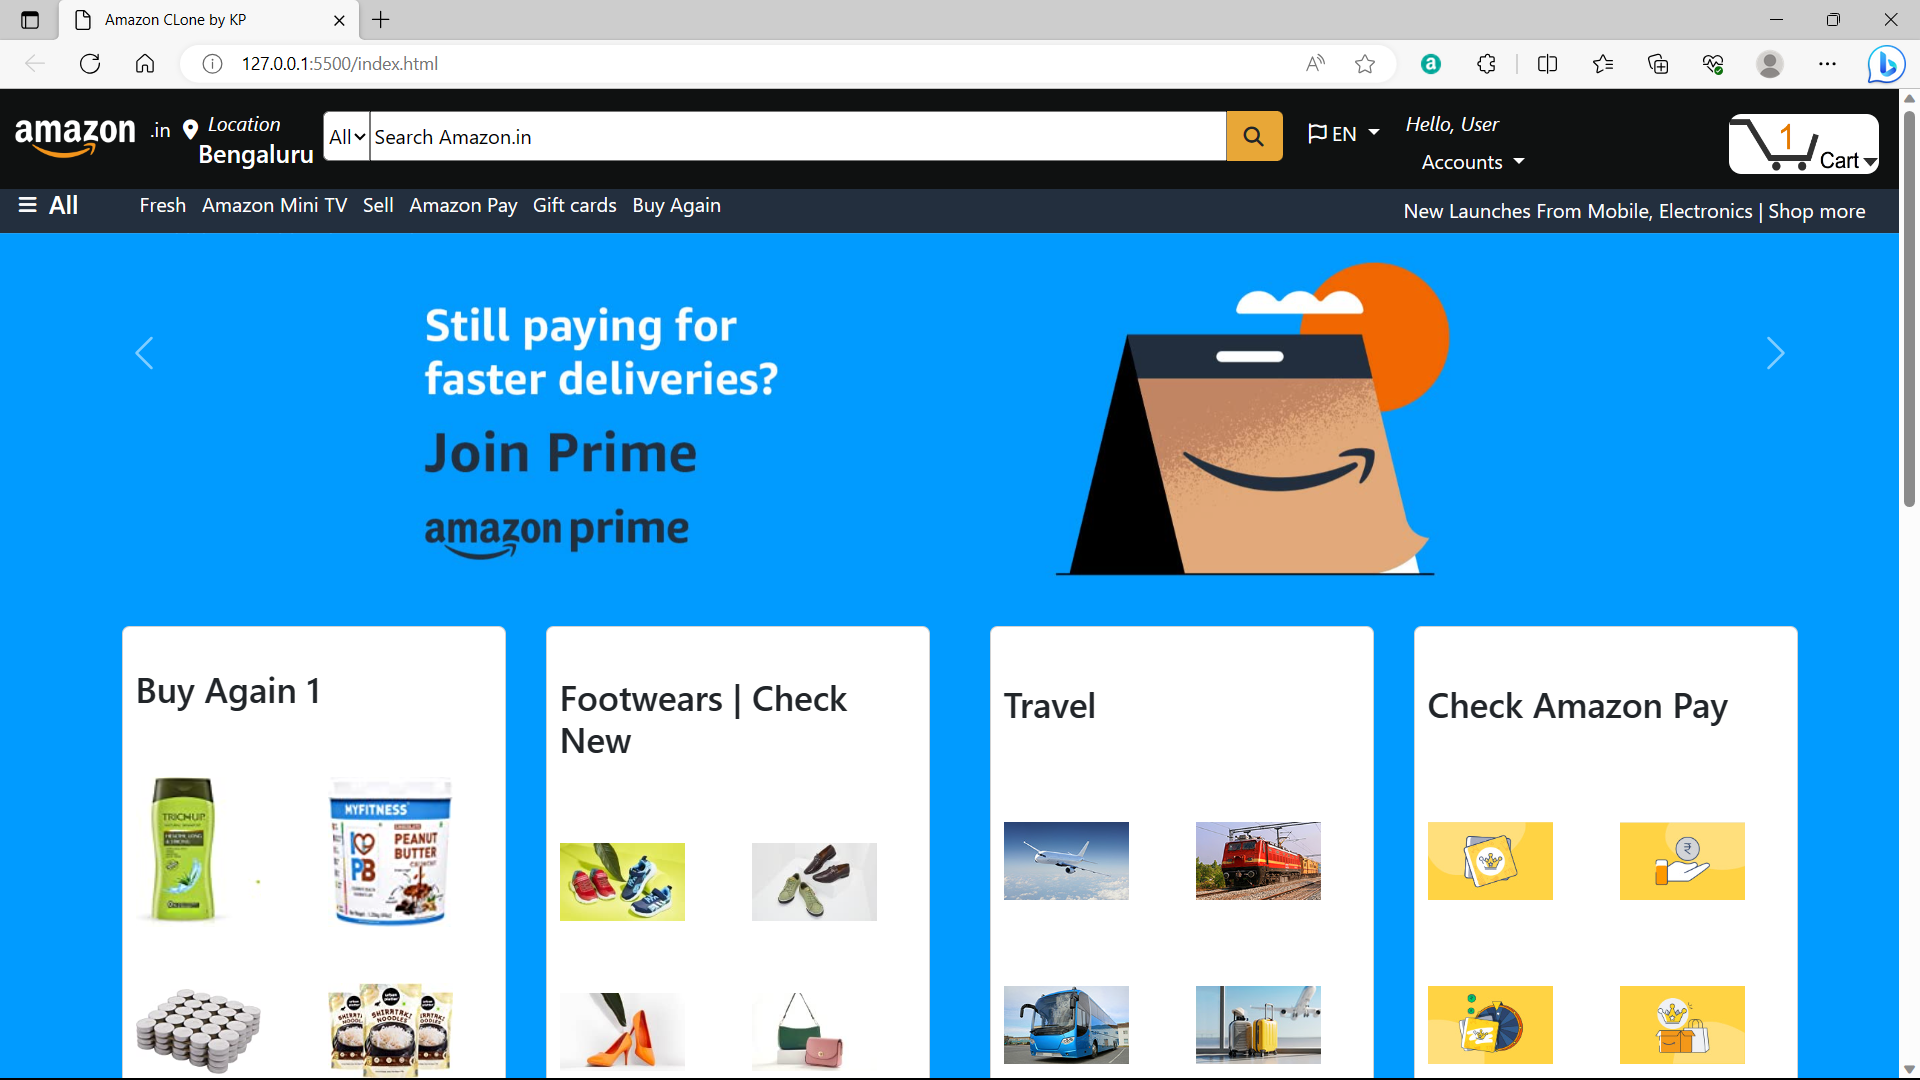 Amazon CLone by KP
127.0.0.1:5500/index.html
amazon .in Location
Bengaluru
All Search Amazon.in
EN
Hello, User
Accounts
1
Cart
All Fresh Amazon Mini TV Sell Amazon Pay Gift cards Buy Again
New Launches From Mobile, Electronics | Shop more
Still paying for
faster deliveries?
Join Prime
amazon prime
Buy Again 1
Footwears | Check
New
Travel
Check Amazon Pay
TRICHUP
MYFITNESS
PEANUT
BUTTER
CRUNCHY
I PB
SHIRATAKI
NOODLES